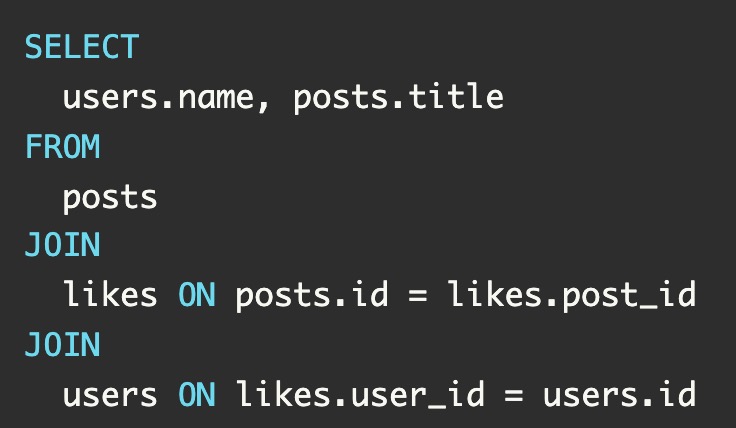 SELECT
  users.name, posts.title
FROM
  posts
JOIN
  likes ON posts.id = likes.post_id
JOIN
  users ON likes.user_id = users.id